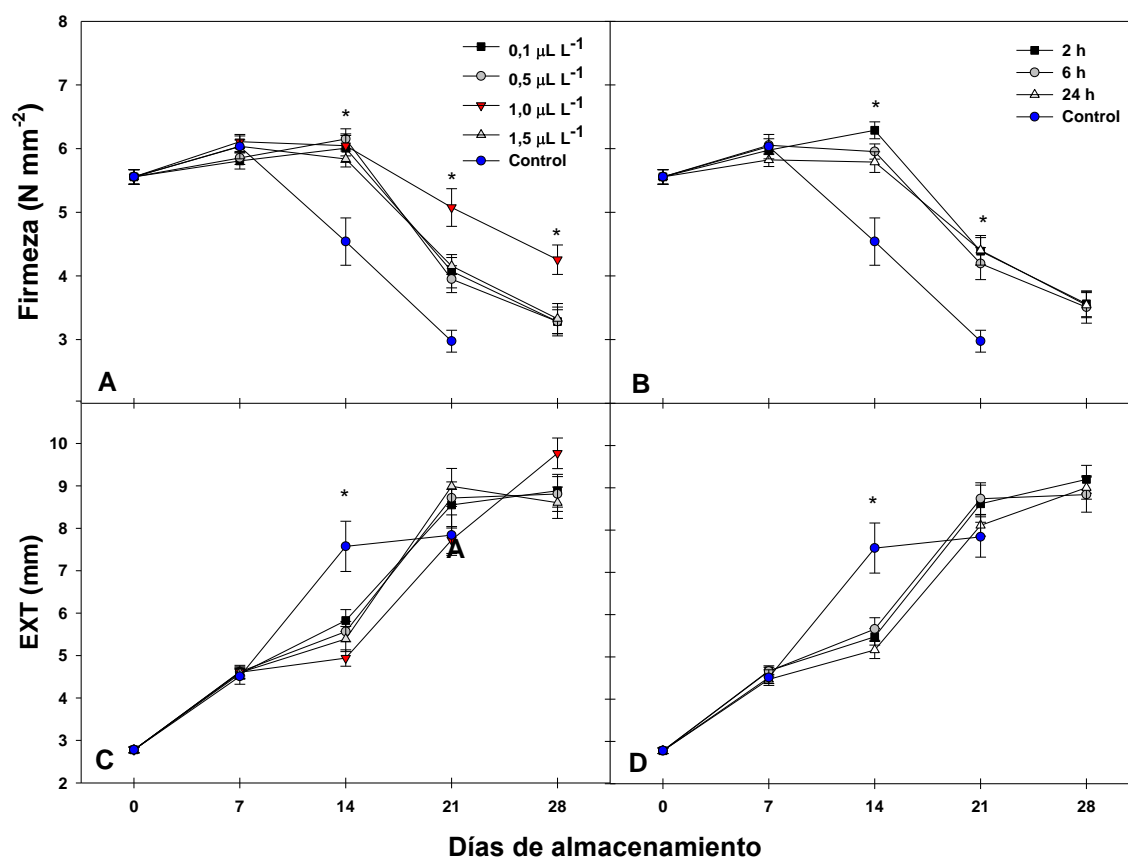 8
7
6
5
4
3
Firmeza (N mm⁻²)
0,1 μL L⁻¹
0,5 μL L⁻¹
1,0 μL L⁻¹
1,5 μL L⁻¹
Control
*
*
*
A
2 h
6 h
24 h
Control
*
*
B
10
9
8
7
6
5
4
3
2
EXT (mm)
*
A
C
*
D
0 7 14 21 28
0 7 14 21 28
Días de almacenamiento